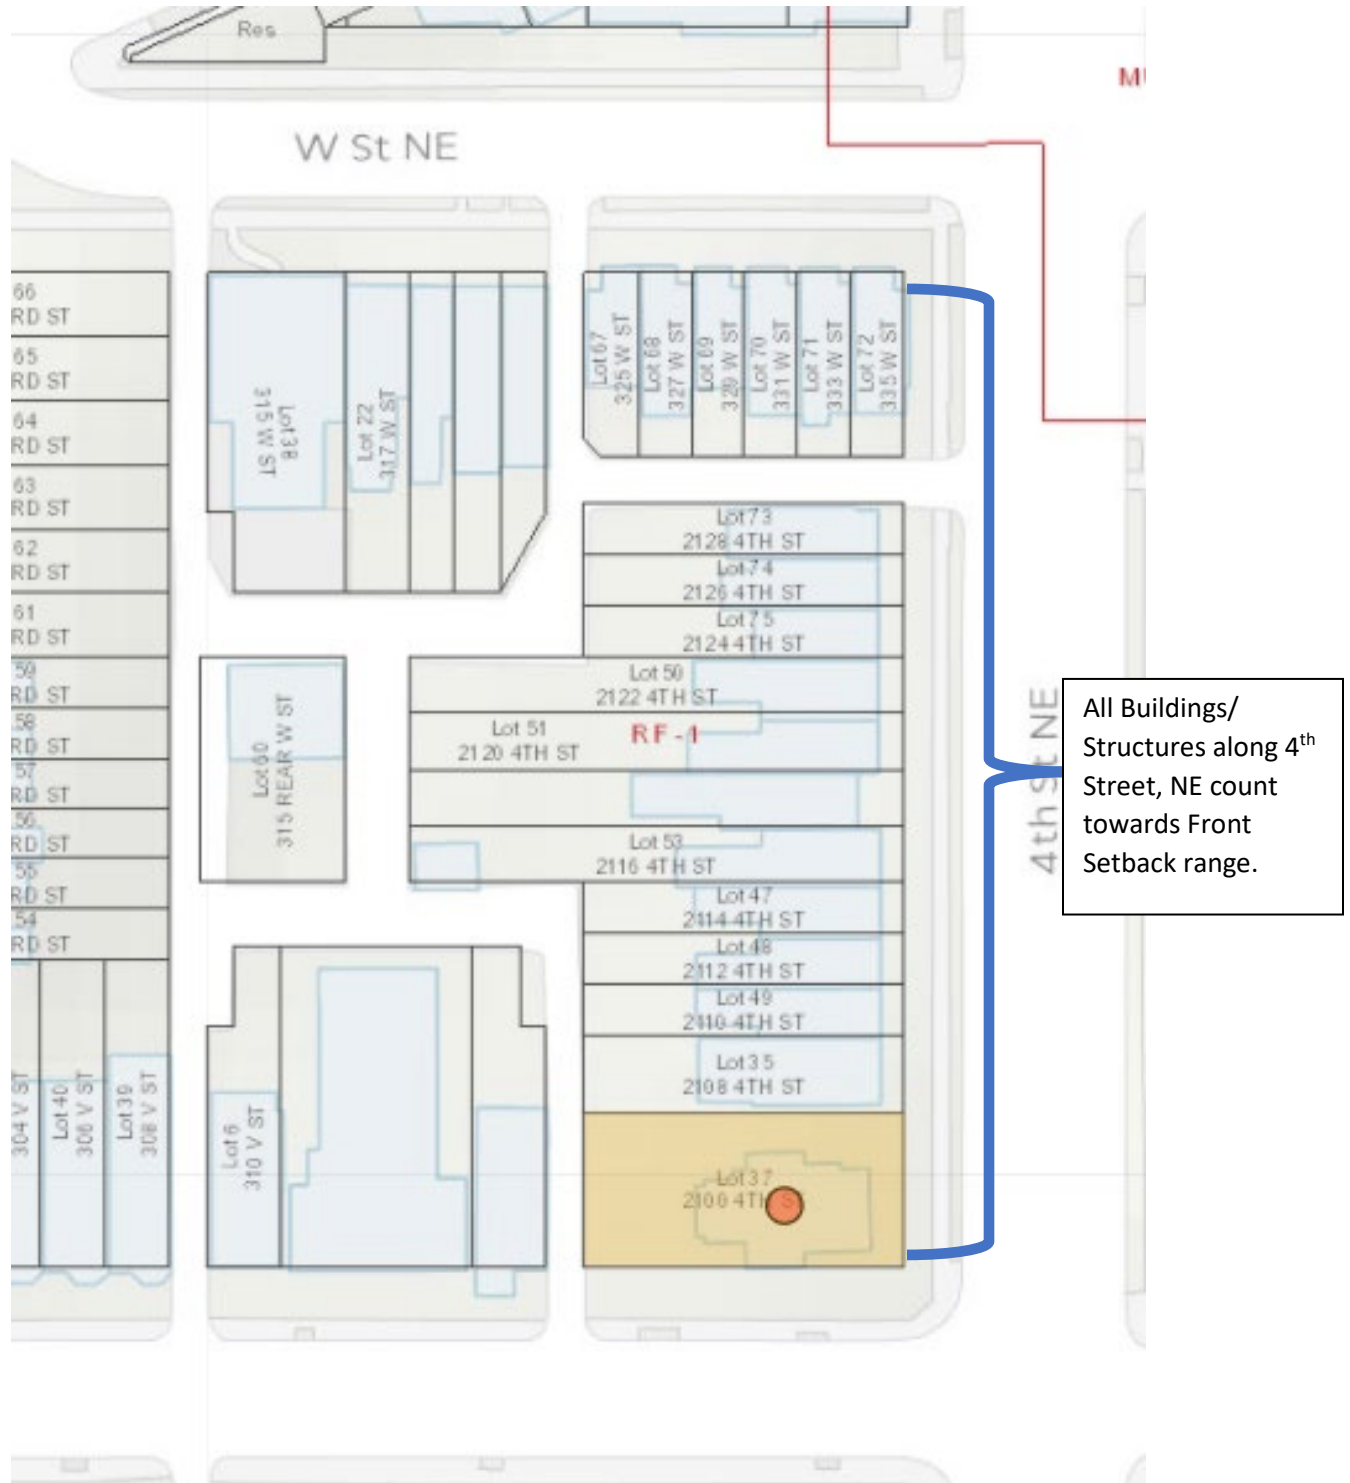 Res
MU
W St NE
66
RD ST
65
RD ST
64
RD ST
63
RD ST
62
RD ST
61
RD ST
59
RD ST
58
RD ST
57
RD ST
56
RD ST
55
RD ST
54
RD ST
304 V ST
Lot 40
306 V ST
Lot 39
308 V ST
Lot 38
315 W ST
Lot 22
317 W ST
Lot 60
315 REAR W ST
Lot 6
310 V ST
Lot 67
325 W ST
Lot 68
327 W ST
Lot 69
329 W ST
Lot 70
331 W ST
Lot 71
333 W ST
Lot 72
335 W ST
Lot 73
2128 4TH ST
Lot 74
2126 4TH ST
Lot 75
2124 4TH ST
Lot 50
2122 4TH ST
Lot 51
2120 4TH ST
RF-1
Lot 53
2116 4TH ST
Lot 47
2114 4TH ST
Lot 48
2112 4TH ST
Lot 49
2110 4TH ST
Lot 35
2108 4TH ST
Lot 37
2100 4TH ST
4th St NE
All Buildings/
Structures along 4th
Street, NE count
towards Front
Setback range.